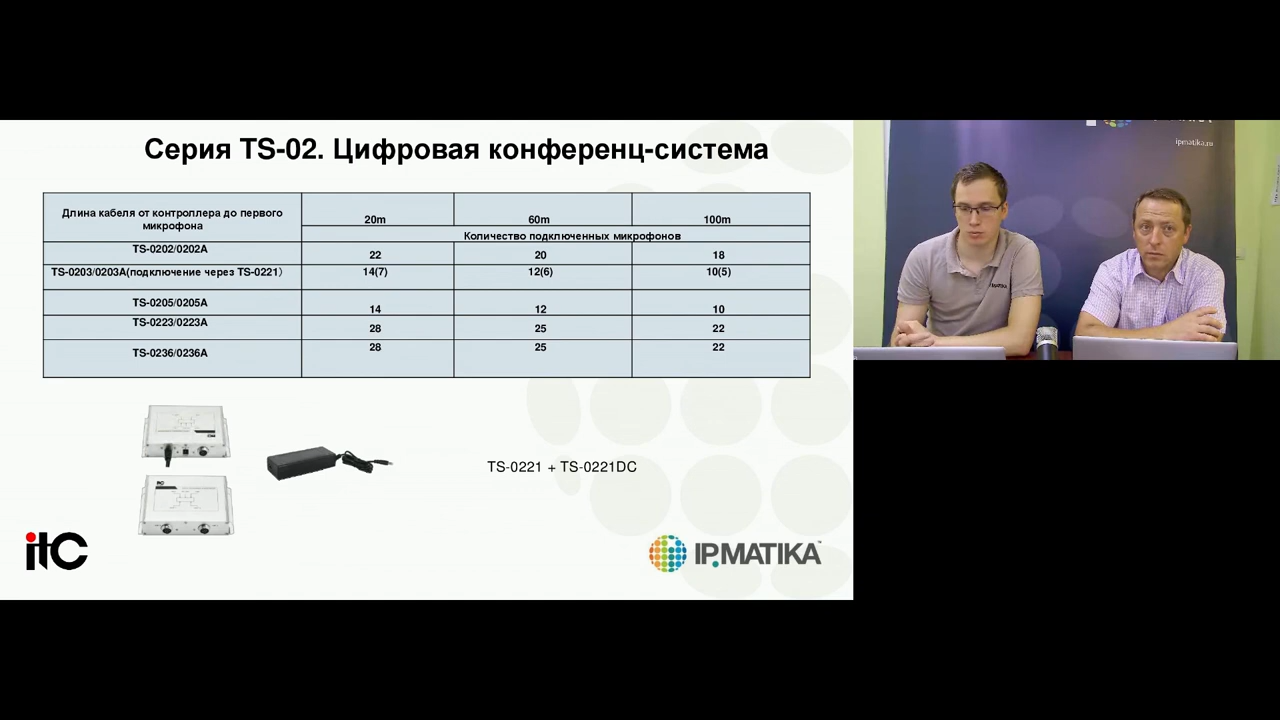 Серия TS-02. Цифровая конференц-система
Длина кабеля от контроллера до первого
микрофона
20m
60m
100m
Количество подключенных микрофонов
TS-0202/0202A
22
20
18
TS-0203/0203A(подключение через TS-0221)
14(7)
12(6)
10(5)
TS-0205/0205A
14
12
10
TS-0223/0223A
28
25
22
TS-0236/0236A
28
25
22
TS-0221 + TS-0221DC
itC
IP.MATIKA
ipmatika.ru